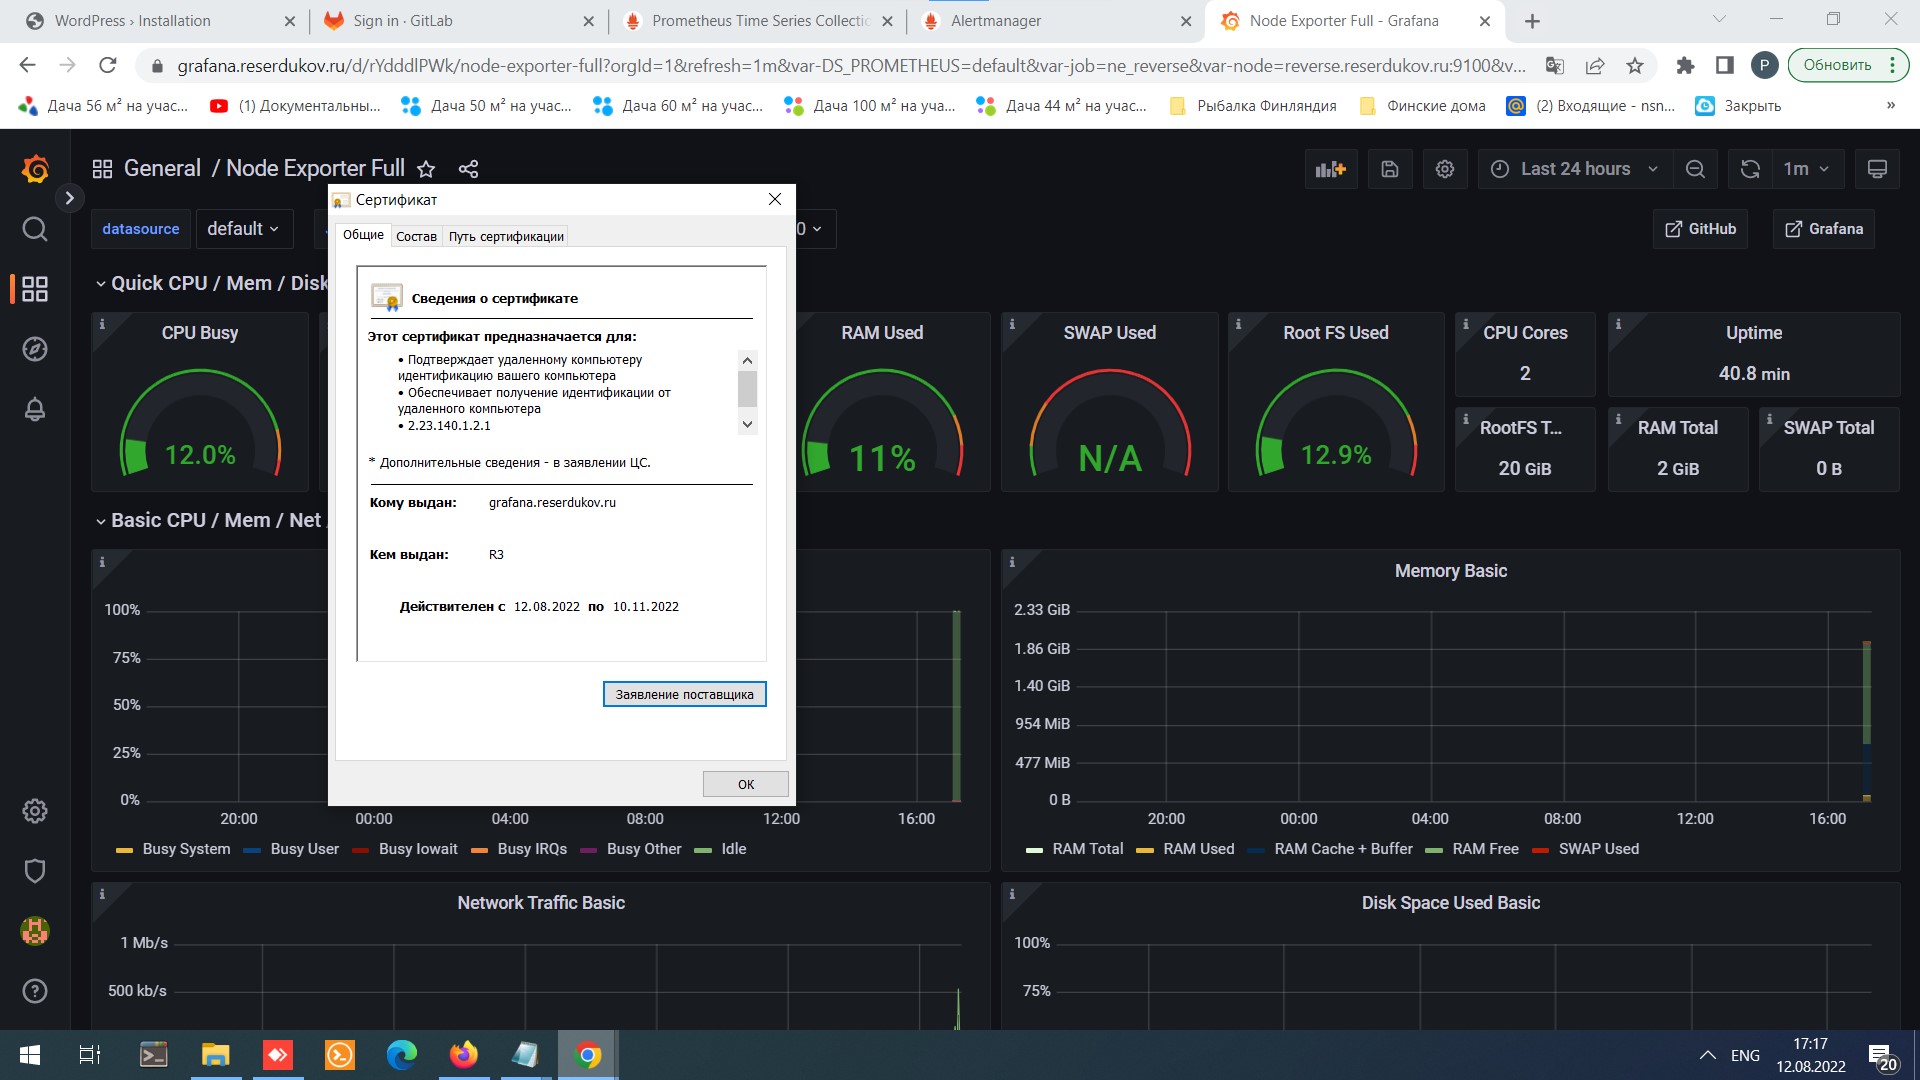 WordPress › Installation
Sign in · GitLab
Prometheus Time Series Collectic
Alertmanager
Node Exporter Full - Grafana
grafana.reserdukov.ru/d/rYdddlPWk/node-exporter-full?orgId=1&refresh=1m&var-DS_PROMETHEUS=default&var-job=ne_reverse&var-node=reverse.reserdukov.ru:9100&v...
P
Обновить
Дача 56 м² на учас...
(1) Документальны...
Дача 50 м² на учас...
Дача 60 м² на учас...
Дача 100 м² на уча...
Дача 44 м² на учас...
Рыбалка Финляндия
Финские дома
(2) Входящие - nsn...
Закрыть
»
General / Node Exporter Full
Last 24 hours
1m
datasource
default
0
GitHub
Grafana
Сертификат
Общие
Состав
Путь сертификации
Сведения о сертификате
Этот сертификат предназначается для:
• Подтверждает удаленному компьютеру
идентификацию вашего компьютера
• Обеспечивает получение идентификации от
удаленного компьютера
• 2.23.140.1.2.1
* Дополнительные сведения - в заявлении ЦС.
Кому выдан: grafana.reserdukov.ru
Кем выдан: R3
Действителен с 12.08.2022 по 10.11.2022
Заявление поставщика
ОК
Quick CPU / Mem / Disk
CPU Busy
12.0%
RAM Used
11%
SWAP Used
N/A
Root FS Used
12.9%
CPU Cores
2
Uptime
40.8 min
RootFS T...
20 GiB
RAM Total
2 GiB
SWAP Total
0 B
Basic CPU / Mem / Net /
100%
75%
50%
25%
0%
20:00
00:00
04:00
08:00
12:00
16:00
Busy System
Busy User
Busy Iowait
Busy IRQs
Busy Other
Idle
Memory Basic
2.33 GiB
1.86 GiB
1.40 GiB
954 MiB
477 MiB
0 B
20:00
00:00
04:00
08:00
12:00
16:00
RAM Total
RAM Used
RAM Cache + Buffer
RAM Free
SWAP Used
Network Traffic Basic
1 Mb/s
500 kb/s
Disk Space Used Basic
100%
75%
ENG
17:17
12.08.2022
20